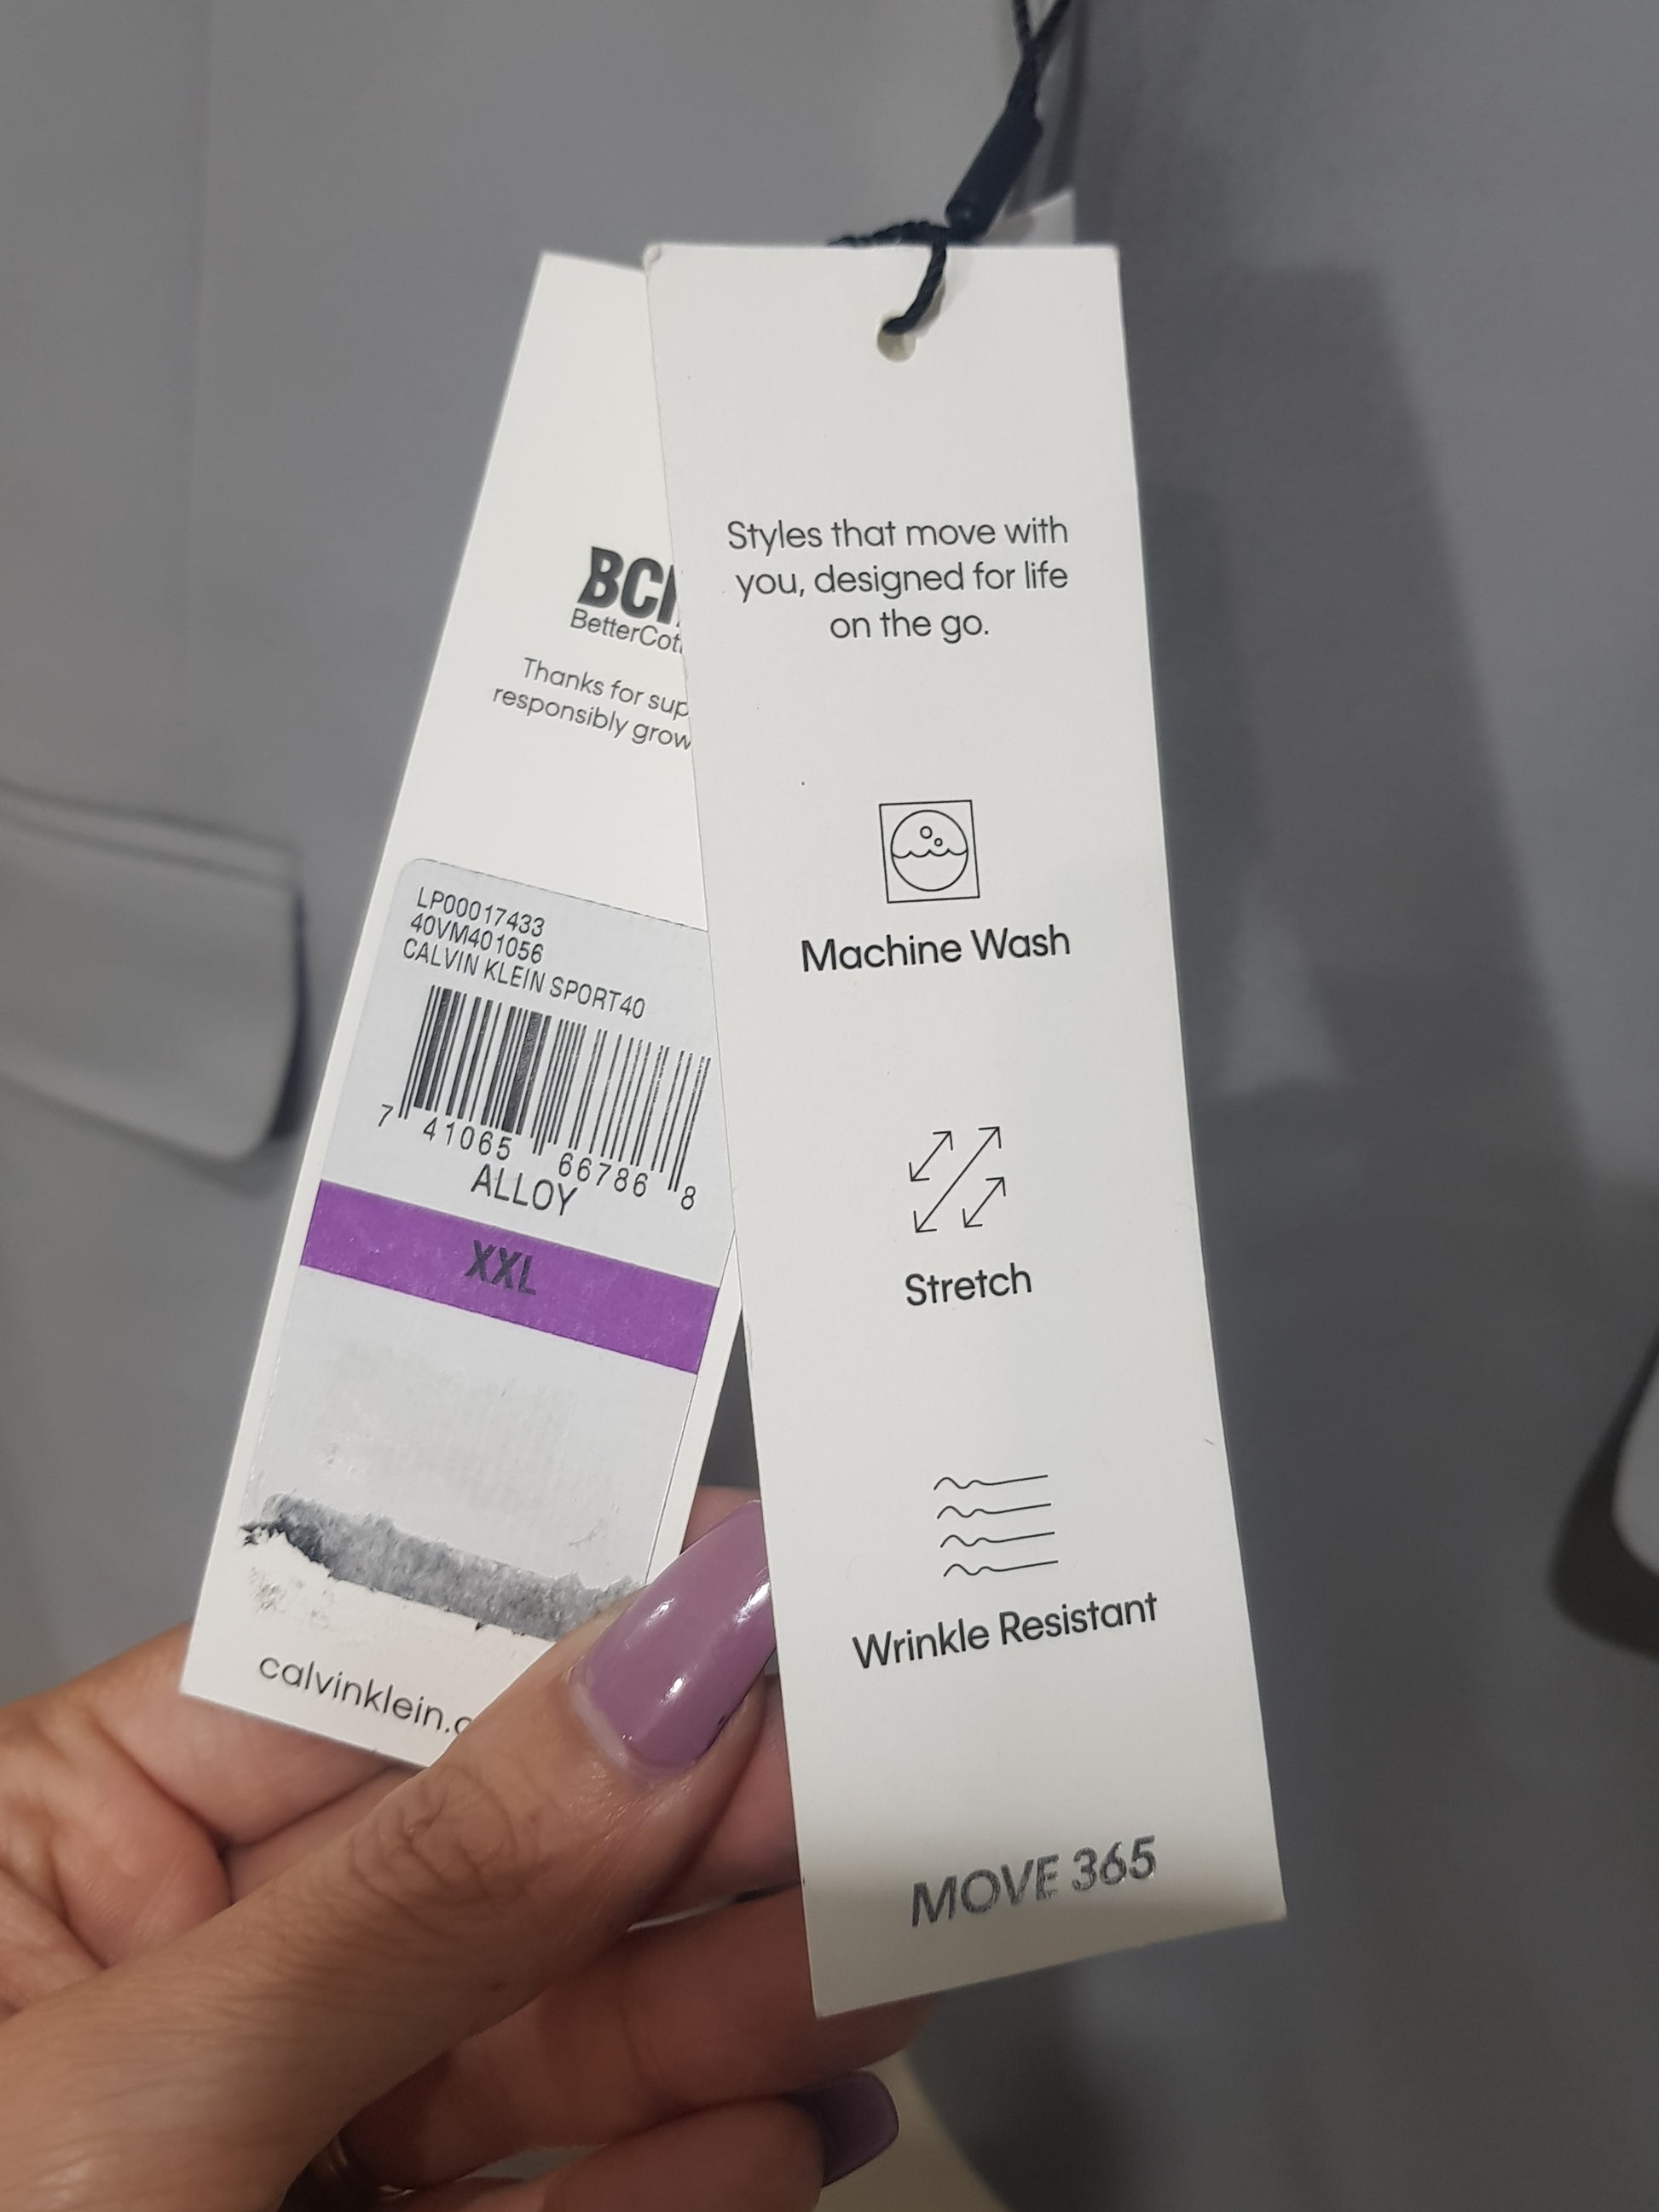 BCI
BetterCot
Thanks for sup
responsibly grow
LP00017433
40VM401056
CALVIN KLEIN SPORT40
7 41065 66786 8
ALLOY
XXL
calvinklein.c
Styles that move with
you, designed for life
on the go.
Machine Wash
Stretch
Wrinkle Resistant
MOVE 365